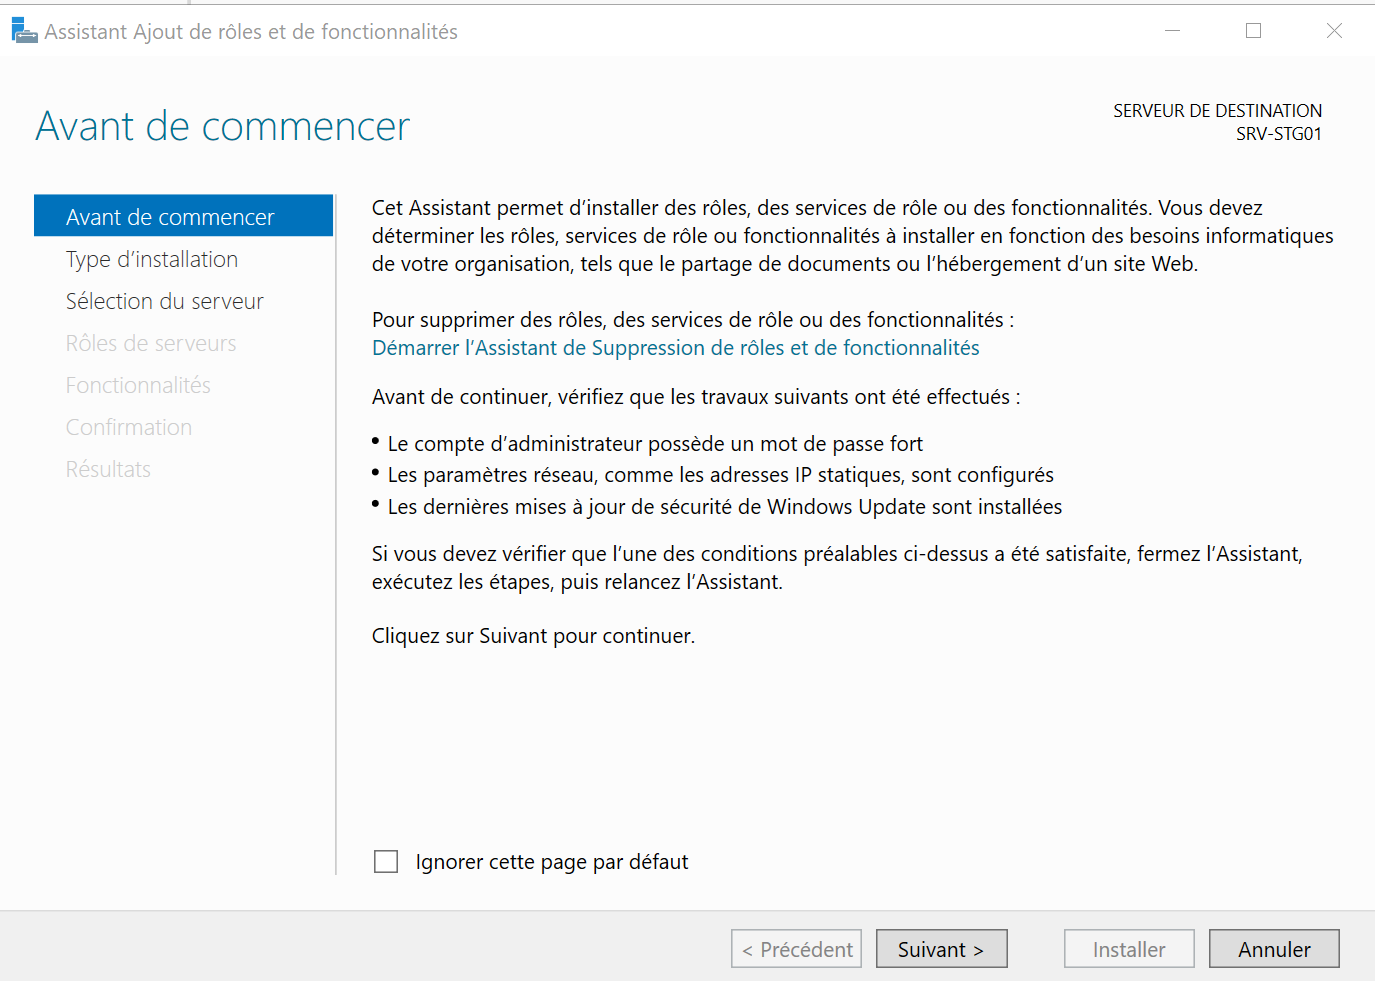 Assistant Ajout de rôles et de fonctionnalités
Avant de commencer
SERVEUR DE DESTINATION
SRV-STG01
Avant de commencer
Type d’installation
Sélection du serveur
Rôles de serveurs
Fonctionnalités
Confirmation
Résultats
Cet Assistant permet d’installer des rôles, des services de rôle ou des fonctionnalités. Vous devez
déterminer les rôles, services de rôle ou fonctionnalités à installer en fonction des besoins informatiques
de votre organisation, tels que le partage de documents ou l’hébergement d’un site Web.
Pour supprimer des rôles, des services de rôle ou des fonctionnalités :
Démarrer l’Assistant de Suppression de rôles et de fonctionnalités
Avant de continuer, vérifiez que les travaux suivants ont été effectués :
• Le compte d’administrateur possède un mot de passe fort
• Les paramètres réseau, comme les adresses IP statiques, sont configurés
• Les dernières mises à jour de sécurité de Windows Update sont installées
Si vous devez vérifier que l’une des conditions préalables ci-dessus a été satisfaite, fermez l’Assistant,
exécutez les étapes, puis relancez l’Assistant.
Cliquez sur Suivant pour continuer.
Ignorer cette page par défaut
< Précédent
Suivant >
Installer
Annuler